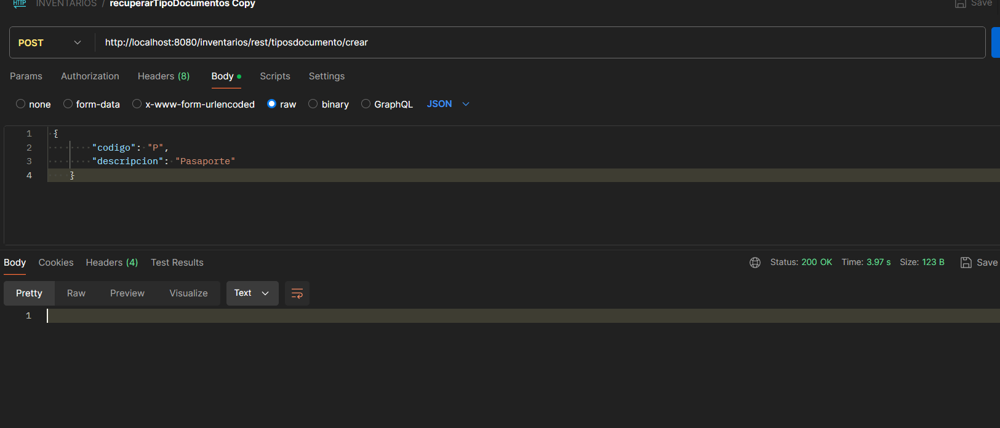 HTTP INVENTARIOS / recuperarTipoDocumentos Copy Save
POST http://localhost:8080/inventarios/rest/tiposdocumento/crear
Params Authorization Headers (8) Body Scripts Settings
none form-data x-www-form-urlencoded raw binary GraphQL JSON
1 {
2 "codigo": "P",
3 "descripcion": "Pasaporte"
4 }
Body Cookies Headers (4) Test Results Status: 200 OK Time: 3.97 s Size: 123 B Save
Pretty Raw Preview Visualize Text
1